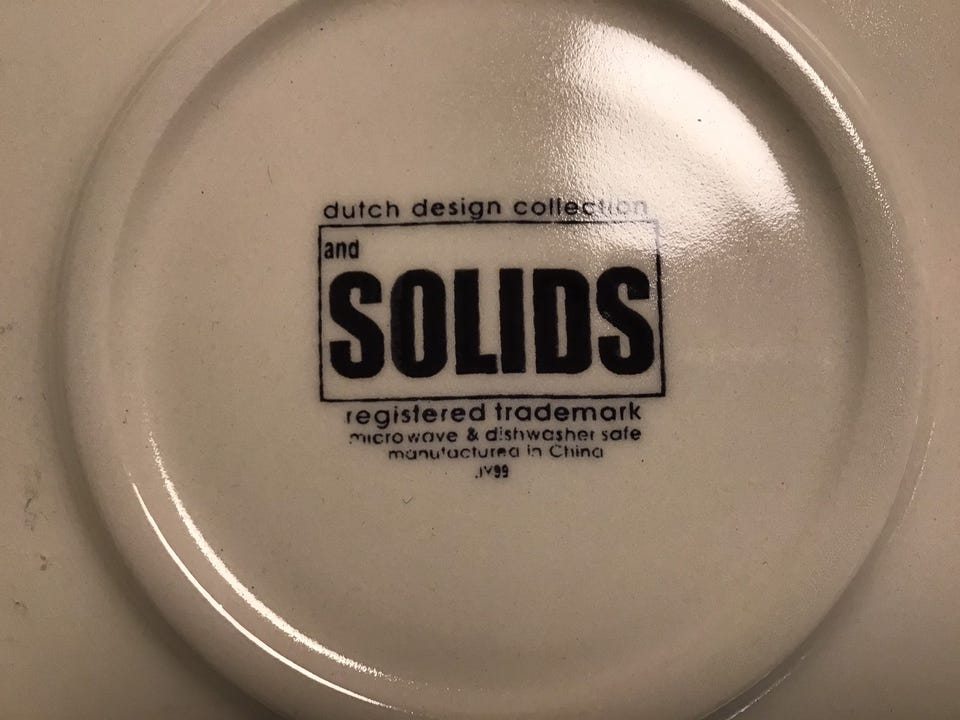 dutch design collection
and
SOLIDS
registered trademark
microwave & dishwasher safe
manufactured in China
JY99